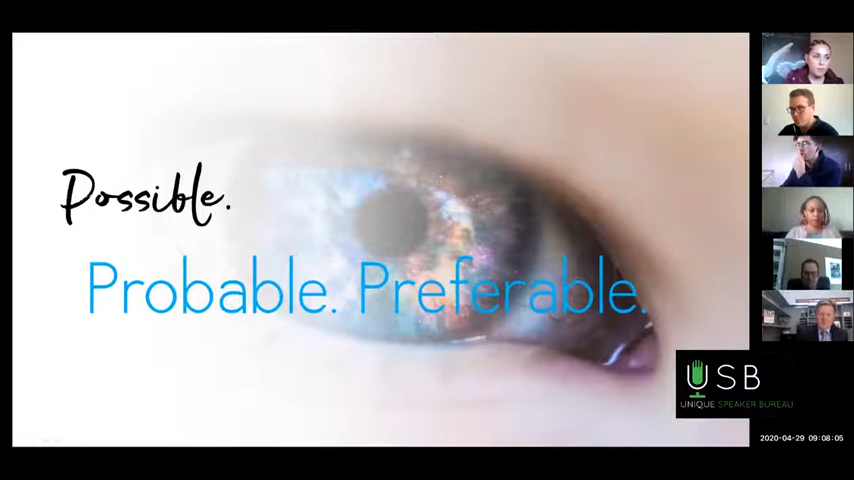 Possible.
Probable. Preferable.
USB
UNIQUE SPEAKER BUREAU
2020-04-29 09:08:05